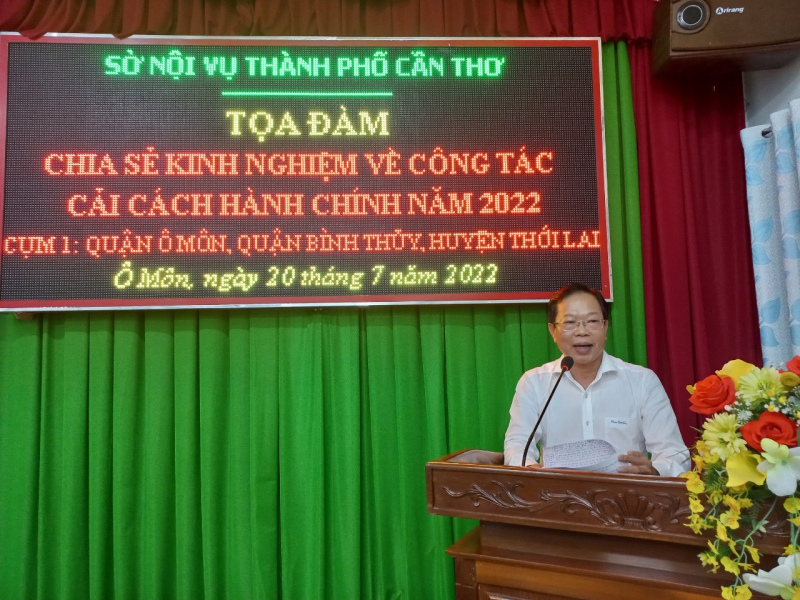 SỞ NỘI VỤ THÀNH PHỐ CẦN THƠ
TỌA ĐÀM
CHIA SẺ KINH NGHIỆM VỀ CÔNG TÁC
CẢI CÁCH HÀNH CHÍNH NĂM 2022
CỤM 1: QUẬN Ô MÔN, QUẬN BÌNH THỦY, HUYỆN THỚI LAI
Ô Môn, ngày 20 tháng 7 năm 2022
Arirang